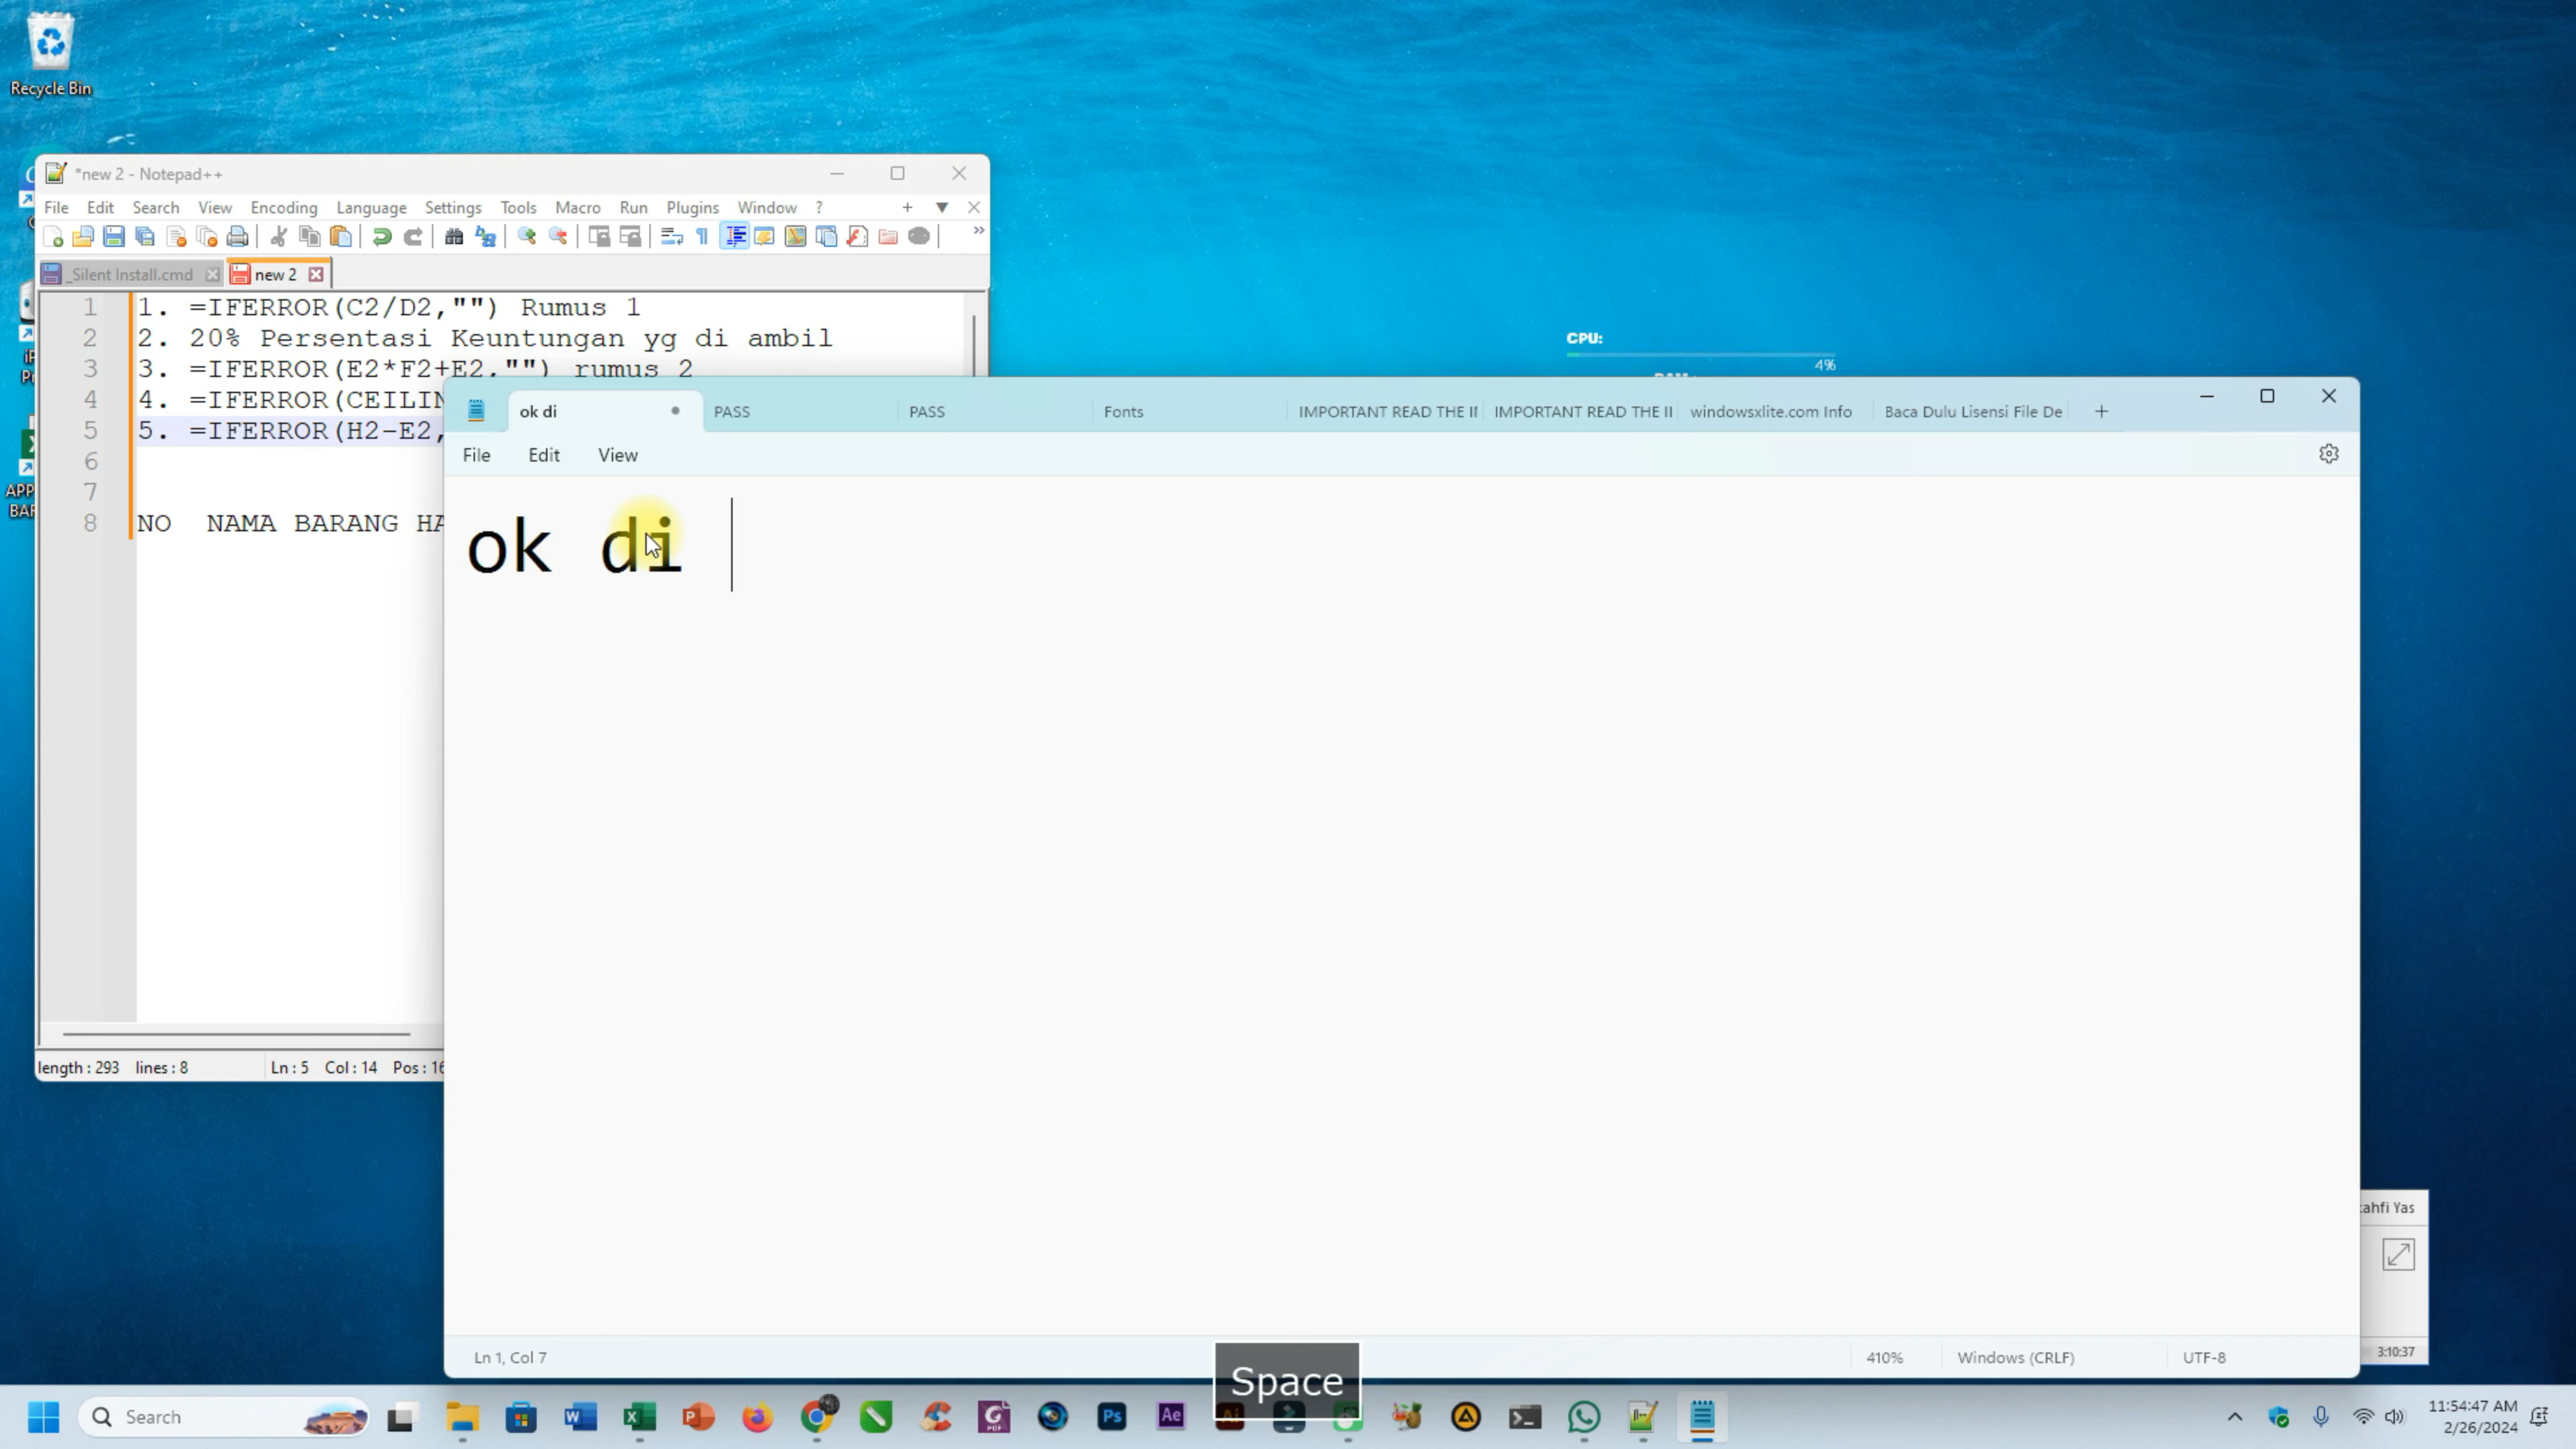 Recycle Bin
*new 2 - Notepad++
File Edit Search View Encoding Language Settings Tools Macro Run Plugins Window ?
_Silent Install.cmd new 2
1 1. =IFERROR(C2/D2,"") Rumus 1
2 2. 20% Persentasi Keuntungan yg di ambil
3 3. =IFERROR(E2*F2+E2,"") rumus 2
4 4. =IFERROR(CEILIN
5 5. =IFERROR(H2-E2,
6
7
8 NO NAMA BARANG HA
length : 293 lines : 8 Ln : 5 Col : 14 Pos : 16
CPU:
4%
ok di PASS PASS Fonts IMPORTANT READ THE II IMPORTANT READ THE II windowsxlite.com Info Baca Dulu Lisensi File De
File Edit View
ok di
Ln 1, Col 7 410% Windows (CRLF) UTF-8
Space
ahfi Yas
3:10:37
Search
11:54:47 AM
2/26/2024